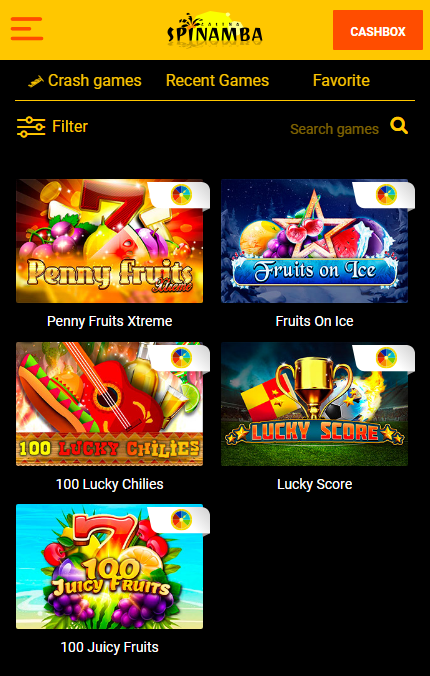 CASINO
SPINAMBA
CASHBOX
Crash games
Recent Games
Favorite
Filter
Search games
7
Penny Fruits
Xtreme
Fruits on Ice
Penny Fruits Xtreme
Fruits On Ice
100 LUCKY CHILIES
LUCKY SCORE
100 Lucky Chilies
Lucky Score
7
100
JUICY FRUITS
100 Juicy Fruits